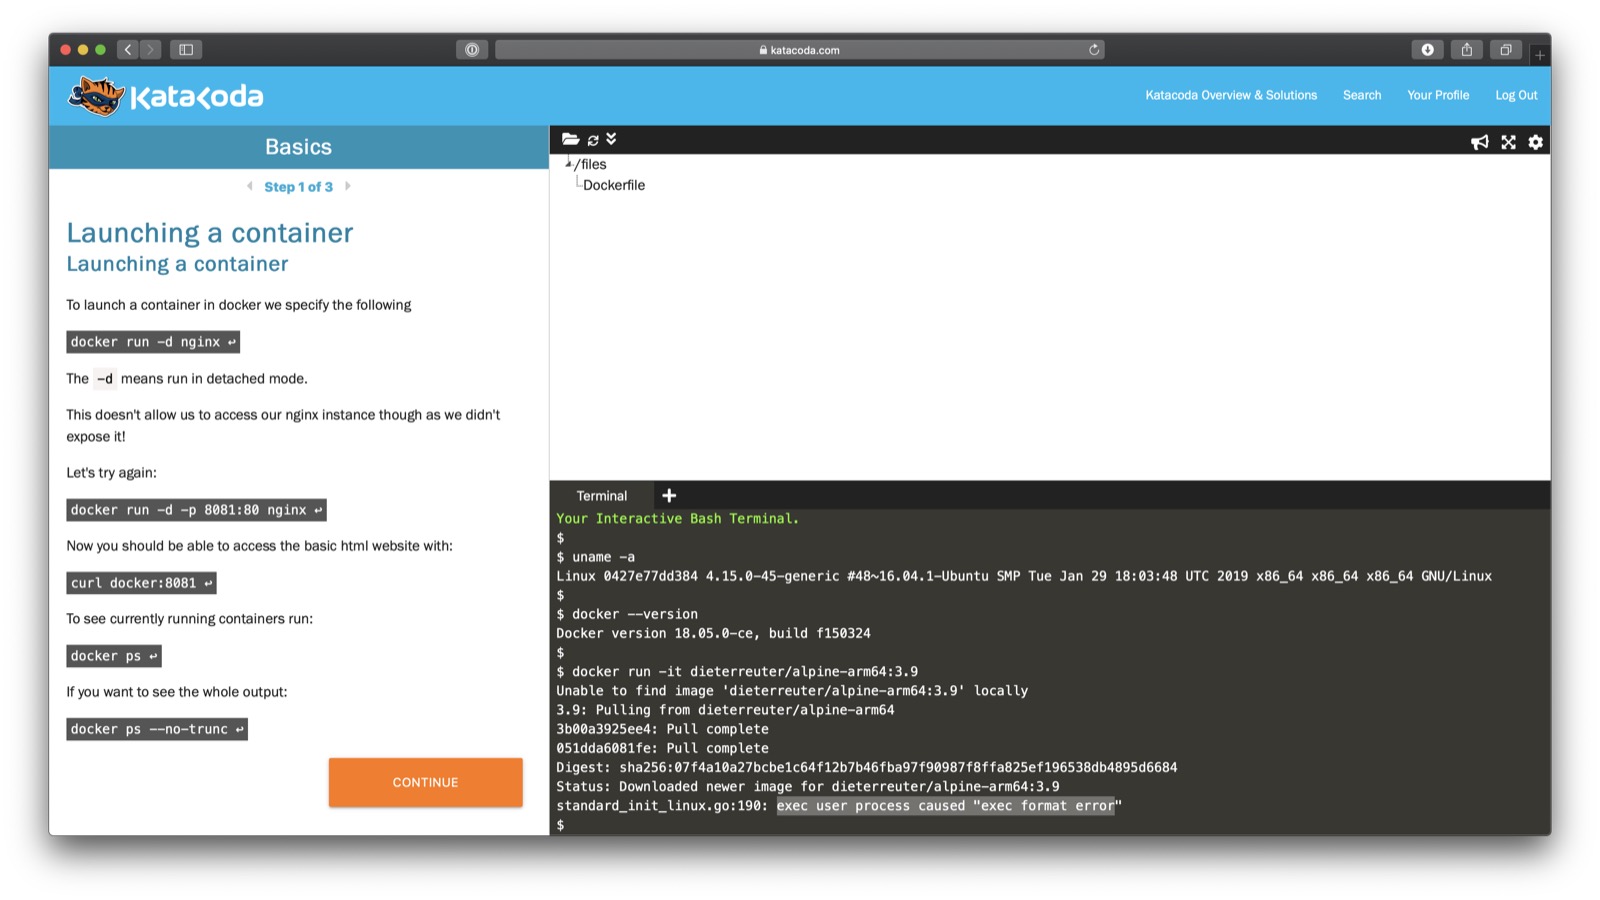 katacoda.com
Katacoda
Katacoda Overview & Solutions
Search
Your Profile
Log Out
Basics
Step 1 of 3
Launching a container
Launching a container
To launch a container in docker we specify the following
docker run -d nginx ↩
The -d means run in detached mode.
This doesn't allow us to access our nginx instance though as we didn't
expose it!
Let's try again:
docker run -d -p 8081:80 nginx ↩
Now you should be able to access the basic html website with:
curl docker:8081 ↩
To see currently running containers run:
docker ps ↩
If you want to see the whole output:
docker ps --no-trunc ↩
CONTINUE
/files
Dockerfile
Terminal
Your Interactive Bash Terminal.
$
$ uname -a
Linux 0427e77dd384 4.15.0-45-generic #48~16.04.1-Ubuntu SMP Tue Jan 29 18:03:48 UTC 2019 x86_64 x86_64 x86_64 GNU/Linux
$
$ docker --version
Docker version 18.05.0-ce, build f150324
$
$ docker run -it dieterreuter/alpine-arm64:3.9
Unable to find image 'dieterreuter/alpine-arm64:3.9' locally
3.9: Pulling from dieterreuter/alpine-arm64
3b00a3925ee4: Pull complete
051dda6081fe: Pull complete
Digest: sha256:07f4a10a27bcbe1c64f12b7b46fba97f90987f8ffa825ef196538db4895d6684
Status: Downloaded newer image for dieterreuter/alpine-arm64:3.9
standard_init_linux.go:190: exec user process caused "exec format error"
$